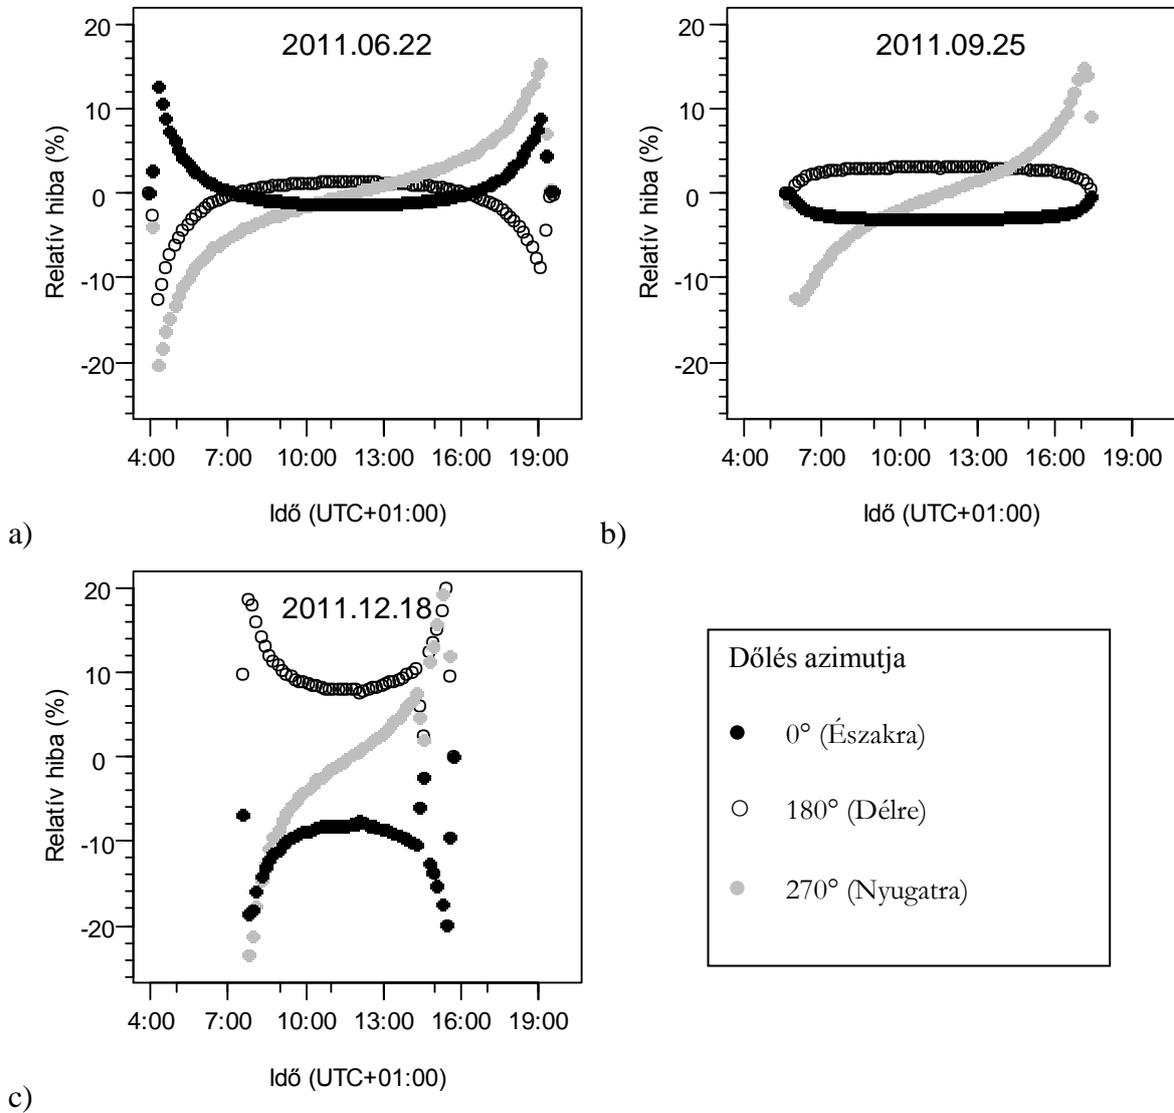 2011.06.22
Relatív hiba (%)
20
10
0
-10
-20
4:00 7:00 10:00 13:00 16:00 19:00
Idő (UTC+01:00)
a)
2011.09.25
Relatív hiba (%)
20
10
0
-10
-20
4:00 7:00 10:00 13:00 16:00 19:00
Idő (UTC+01:00)
b)
2011.12.18
Relatív hiba (%)
20
10
0
-10
-20
4:00 7:00 10:00 13:00 16:00 19:00
Idő (UTC+01:00)
c)
Dőlés azimutja
0° (Északra)
180° (Délre)
270° (Nyugatra)